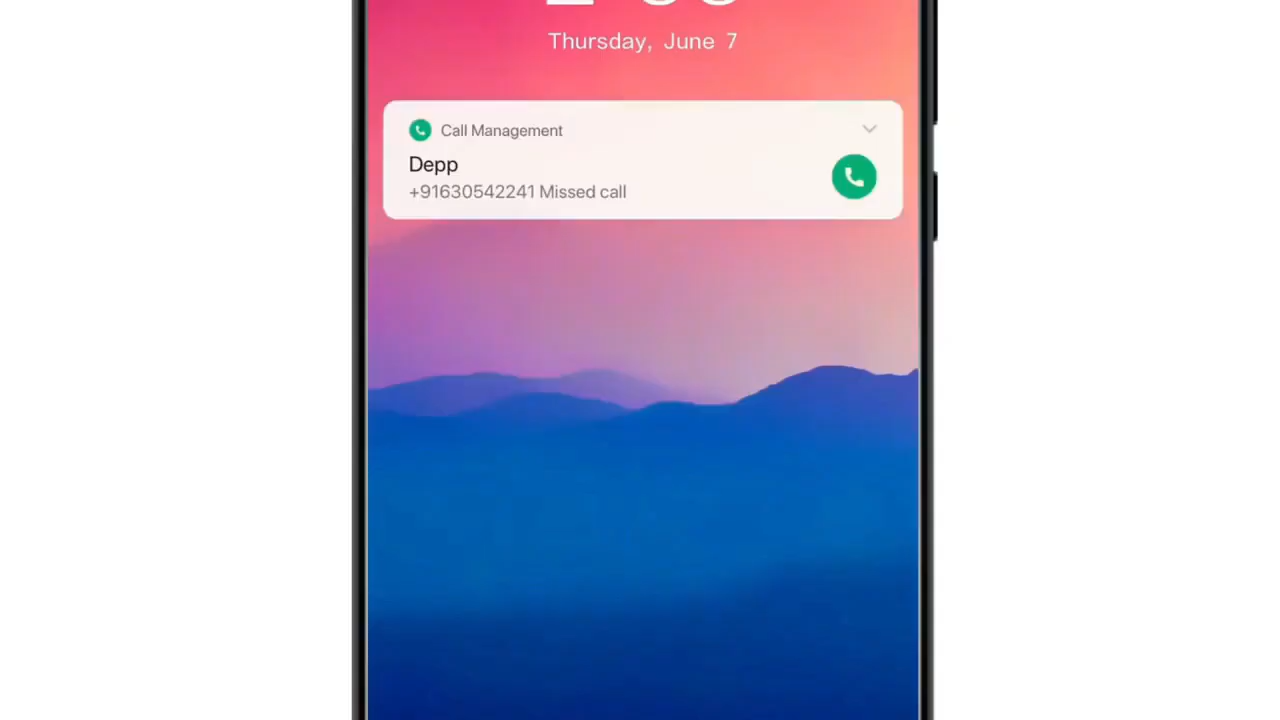 Thursday, June 7
Call Management
Depp
+91630542241 Missed call